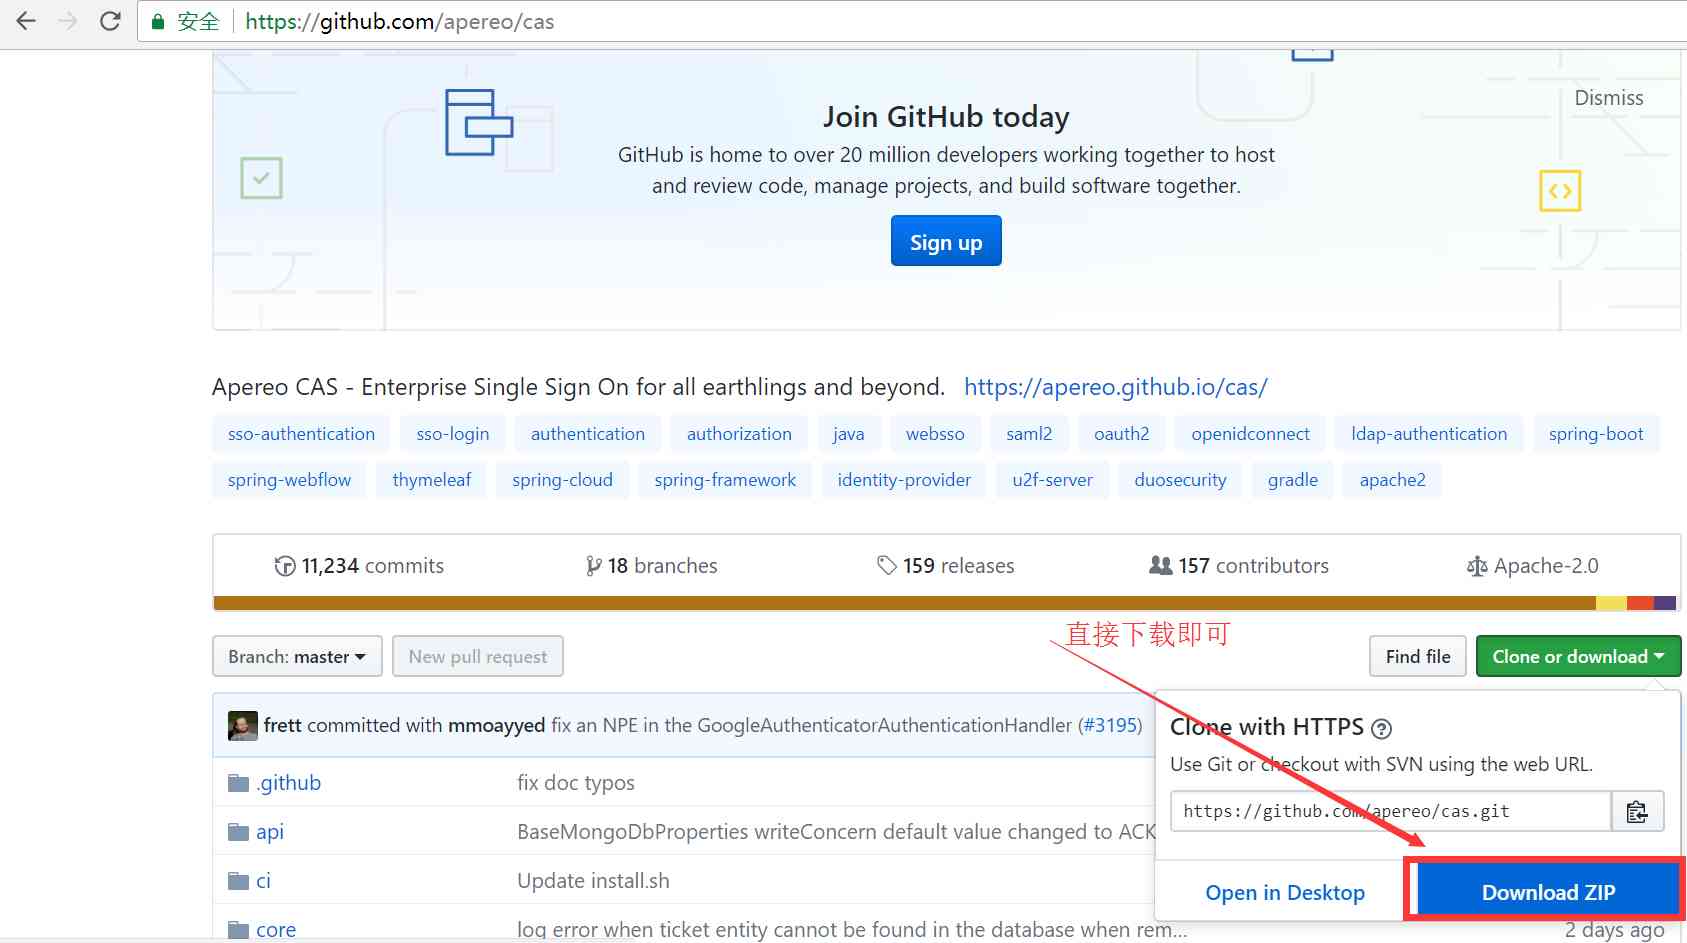 安全 https://github.com/apereo/cas
Join GitHub today
Dismiss
GitHub is home to over 20 million developers working together to host
and review code, manage projects, and build software together.
Sign up
Apereo CAS - Enterprise Single Sign On for all earthlings and beyond. https://apereo.github.io/cas/
sso-authentication sso-login authentication authorization java websso saml2 oauth2 openidconnect ldap-authentication spring-boot
spring-webflow thymeleaf spring-cloud spring-framework identity-provider u2f-server duosecurity gradle apache2
11,234 commits 18 branches 159 releases 157 contributors Apache-2.0
直接下载即可
Branch: master New pull request Find file Clone or download
frett committed with mmoayyed fix an NPE in the GoogleAuthenticatorAuthenticationHandler (#3195)
Clone with HTTPS
Use Git or checkout with SVN using the web URL.
https://github.com/apereo/cas.git
Open in Desktop Download ZIP
.github fix doc typos
api BaseMongoDbProperties writeConcern default value changed to ACK
ci Update install.sh
core log error when ticket entity cannot be found in the database when rem... 2 days ago